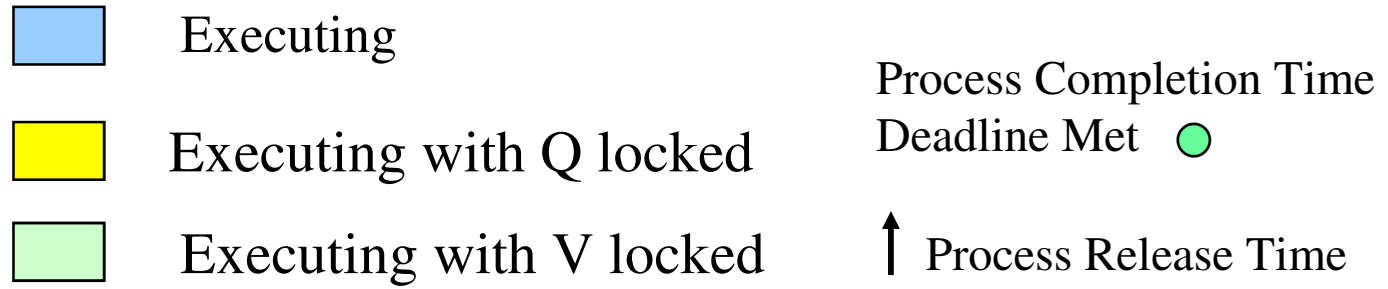 Executing
Executing with Q locked
Executing with V locked
Process Completion Time
Deadline Met
Process Release Time